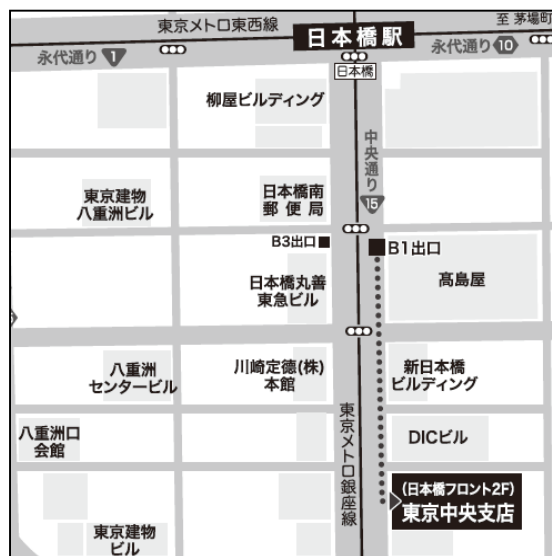 東京メトロ東西線
日本橋駅
至 茅場町
永代通り 1
永代通り 10
日本橋
柳屋ビルディング
中央通り
15
東京建物
八重洲ビル
日本橋南
郵便局
B3出口
B1出口
日本橋丸善
東急ビル
髙島屋
八重洲
センタービル
川崎定徳(株)
本館
新日本橋
ビルディング
東京メトロ銀座線
八重洲口
会館
DICビル
(日本橋フロント2F)
東京中央支店
東京建物
ビル